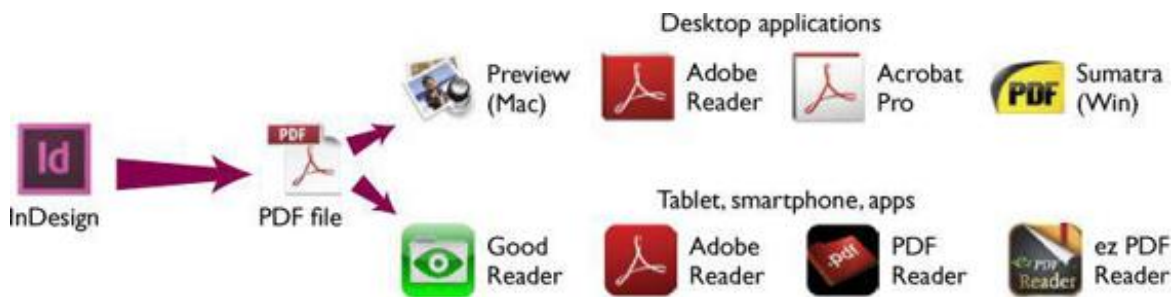 Desktop applications
Preview
(Mac)
Adobe
Reader
Acrobat
Pro
PDF
Sumatra
(Win)
Id
InDesign
PDF
PDF file
Tablet, smartphone, apps
Good
Reader
Adobe
Reader
.pdf
PDF
Reader
ez PDF
Reader
ez PDF
Reader